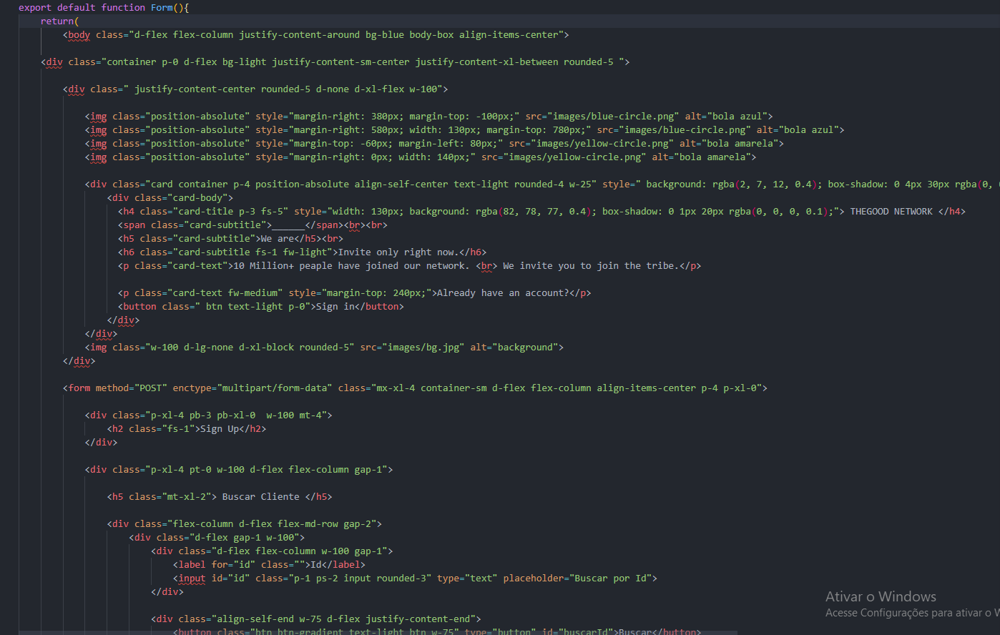 export default function Form(){
return(
<body class="d-flex flex-column justify-content-around bg-blue body-box align-items-center">
<div class="container p-0 d-flex bg-light justify-content-sm-center justify-content-xl-between rounded-5 ">
<div class=" justify-content-center rounded-5 d-none d-xl-flex w-100">
<img class="position-absolute" style="margin-right: 380px; margin-top: -100px;" src="images/blue-circle.png" alt="bola azul">
<img class="position-absolute" style="margin-right: 580px; width: 130px; margin-top: 780px;" src="images/blue-circle.png" alt="bola azul">
<img class="position-absolute" style="margin-top: -60px; margin-left: 80px;" src="images/yellow-circle.png" alt="bola amarela">
<img class="position-absolute" style="margin-right: 0px; width: 140px;" src="images/yellow-circle.png" alt="bola amarela">
<div class="card container p-4 position-absolute align-self-center text-light rounded-4 w-25" style=" background: rgba(2, 7, 12, 0.4); box-shadow: 0 4px 30px rgba(0,
<div class="card-body">
<h4 class="card-title p-3 fs-5" style="width: 130px; background: rgba(82, 78, 77, 0.4); box-shadow: 0 1px 20px rgba(0, 0, 0, 0.1);"> THEGOOD NETWORK </h4>
<span class="card-subtitle">______</span><br><br>
<h5 class="card-subtitle">We are</h5><br>
<h6 class="card-subtitle fs-1 fw-light">Invite only right now.</h6>
<p class="card-text">10 Million+ peaple have joined our network. <br> We invite you to join the tribe.</p>
<p class="card-text fw-medium" style="margin-top: 240px;">Already have an account?</p>
<button class=" btn text-light p-0">Sign in</button>
</div>
</div>
<img class="w-100 d-lg-none d-xl-block rounded-5" src="images/bg.jpg" alt="background">
</div>
<form method="POST" enctype="multipart/form-data" class="mx-xl-4 container-sm d-flex flex-column align-items-center p-4 p-xl-0">
<div class="p-xl-4 pb-3 pb-xl-0  w-100 mt-4">
<h2 class="fs-1">Sign Up</h2>
</div>
<div class="p-xl-4 pt-0 w-100 d-flex flex-column gap-1">
<h5 class="mt-xl-2"> Buscar Cliente </h5>
<div class="flex-column d-flex flex-md-row gap-2">
<div class="d-flex gap-1 w-100">
<div class="d-flex flex-column w-100 gap-1">
<label for="id" class="">Id</label>
<input id="id" class="p-1 ps-2 input rounded-3" type="text" placeholder="Buscar por Id">
</div>
<div class="align-self-end w-75 d-flex justify-content-end">
<button class="btn btn-gradient text-light btn w-75" type="button" id="buscarId">Buscar</button>
Ativar o Windows
Acesse Configurações para ativar o